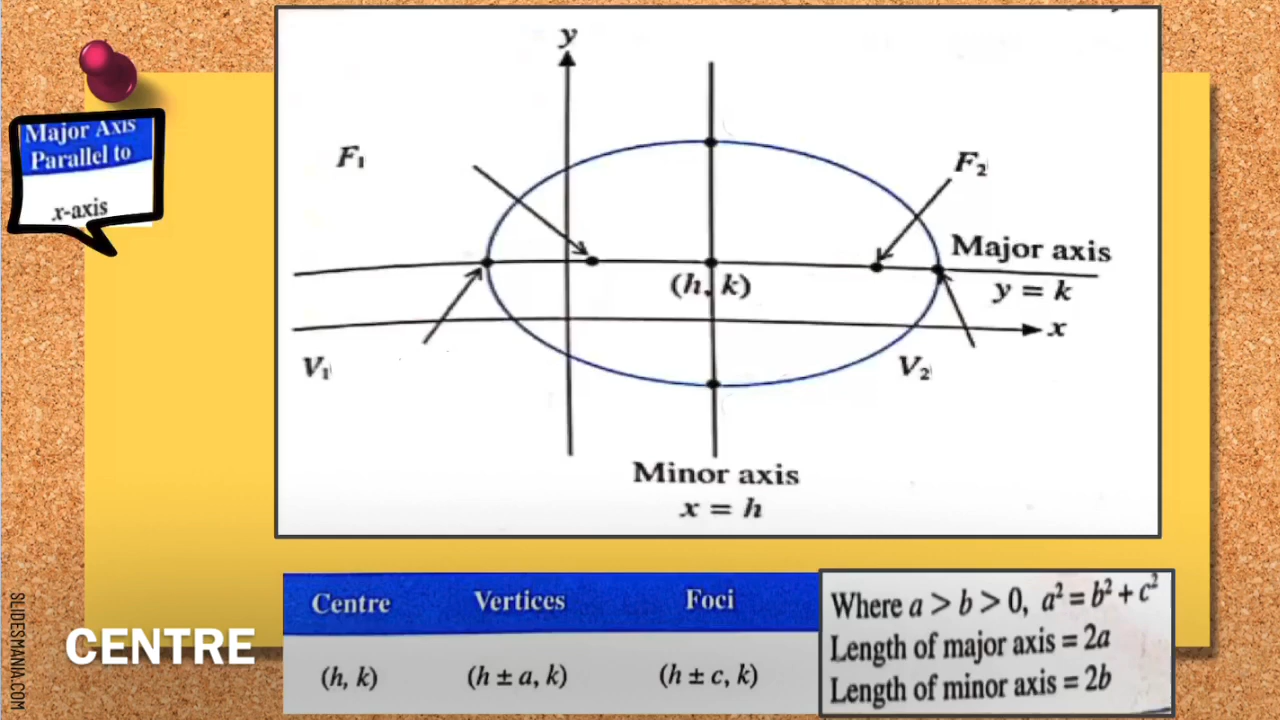 Major Axis
Parallel to
x-axis
y
F₁
F₂
Major axis
(h, k)
y = k
x
V₁
V₂
Minor axis
x = h
Centre Vertices Foci
(h, k) (h ± a, k) (h ± c, k)
Where a > b > 0, a² = b² + c²
Length of major axis = 2a
Length of minor axis = 2b
CENTRE
SLIDESMANIA.COM